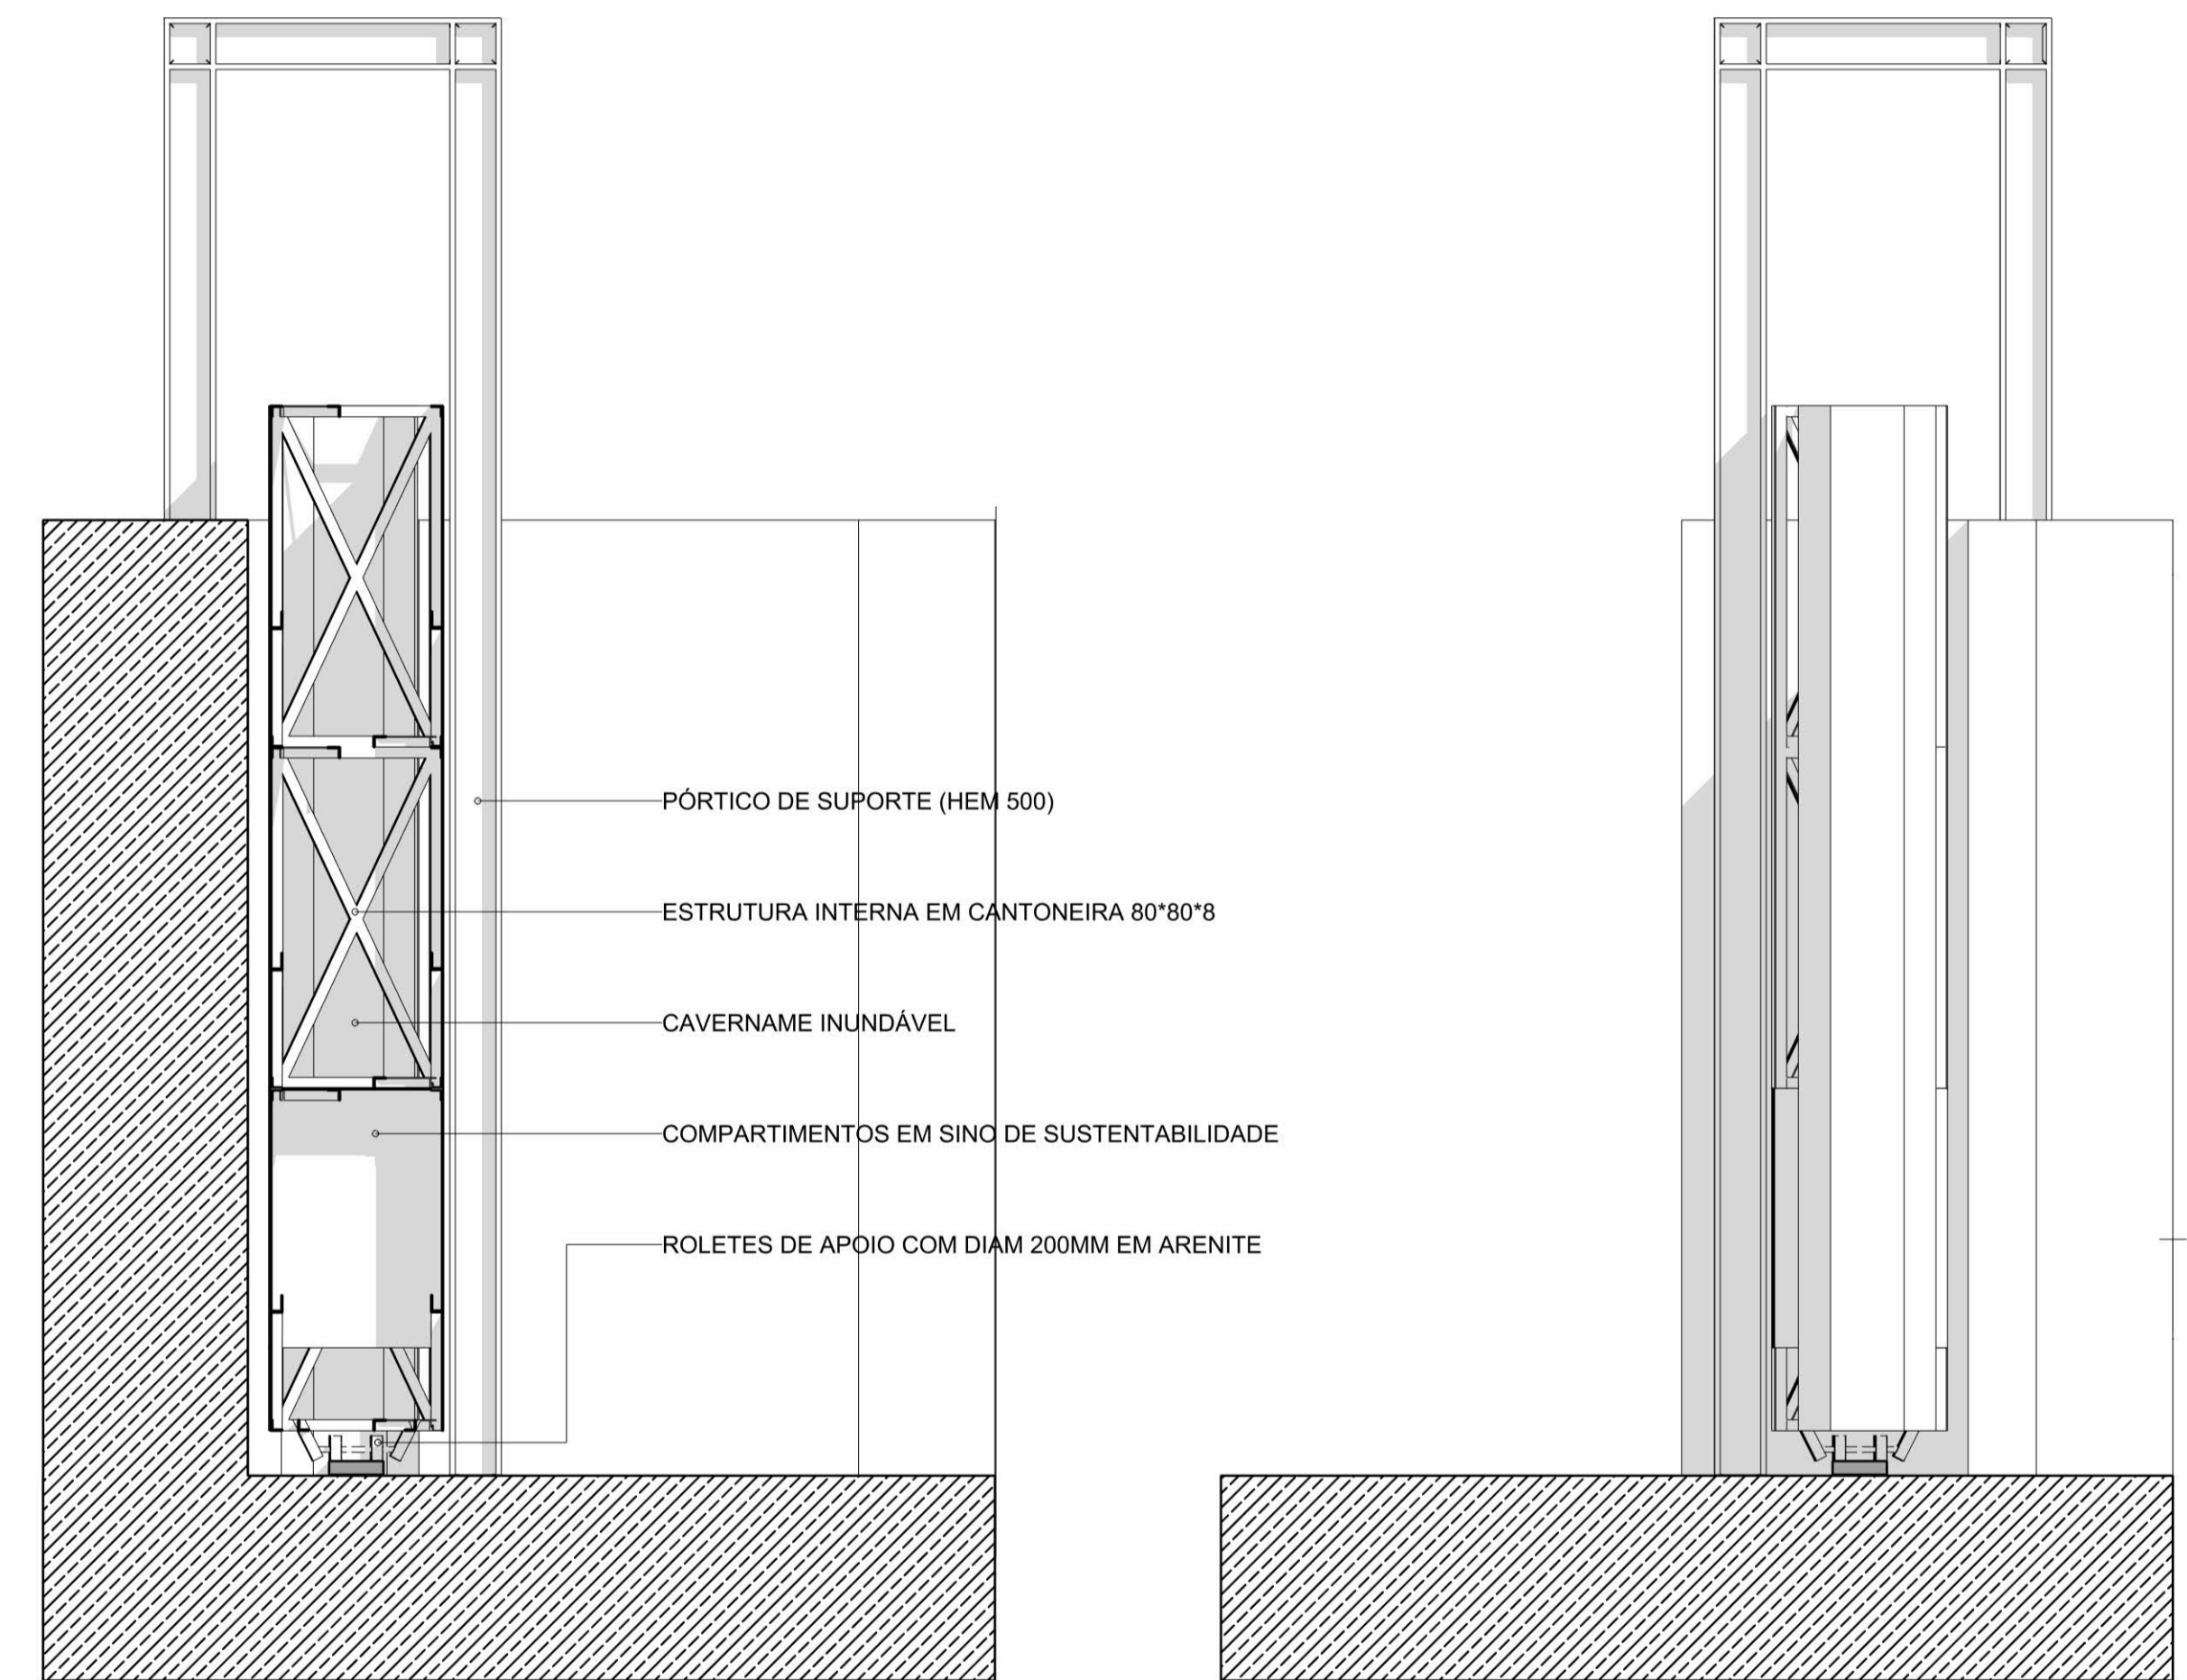 PÓRTICO DE SUPORTE (HEM 500)
ESTRUTURA INTERNA EM CANTONEIRA 80*80*8
CAVERNAME INUNDÁVEL
COMPARTIMENTOS EM SINO DE SUSTENTABILIDADE
ROLETES DE APOIO COM DIAM 200MM EM ARENITE